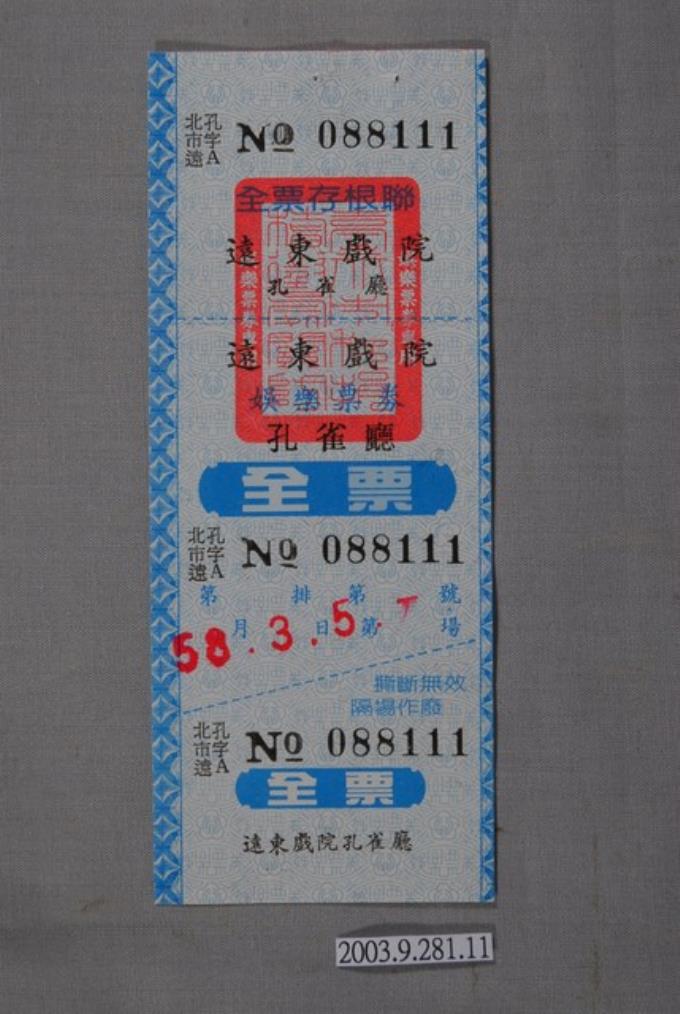 北市遠 孔字A № 088111
全票存根聯
遠東戲院
孔雀廳
遠東戲院
娛樂票券
孔雀廳
全票
北市遠 孔字A № 088111
第 排 第 號
月 日 第 場
58.3.5.
撕斷無效
隔場作廢
北市遠 孔字A № 088111
全票
遠東戲院孔雀廳
2003.9.281.11